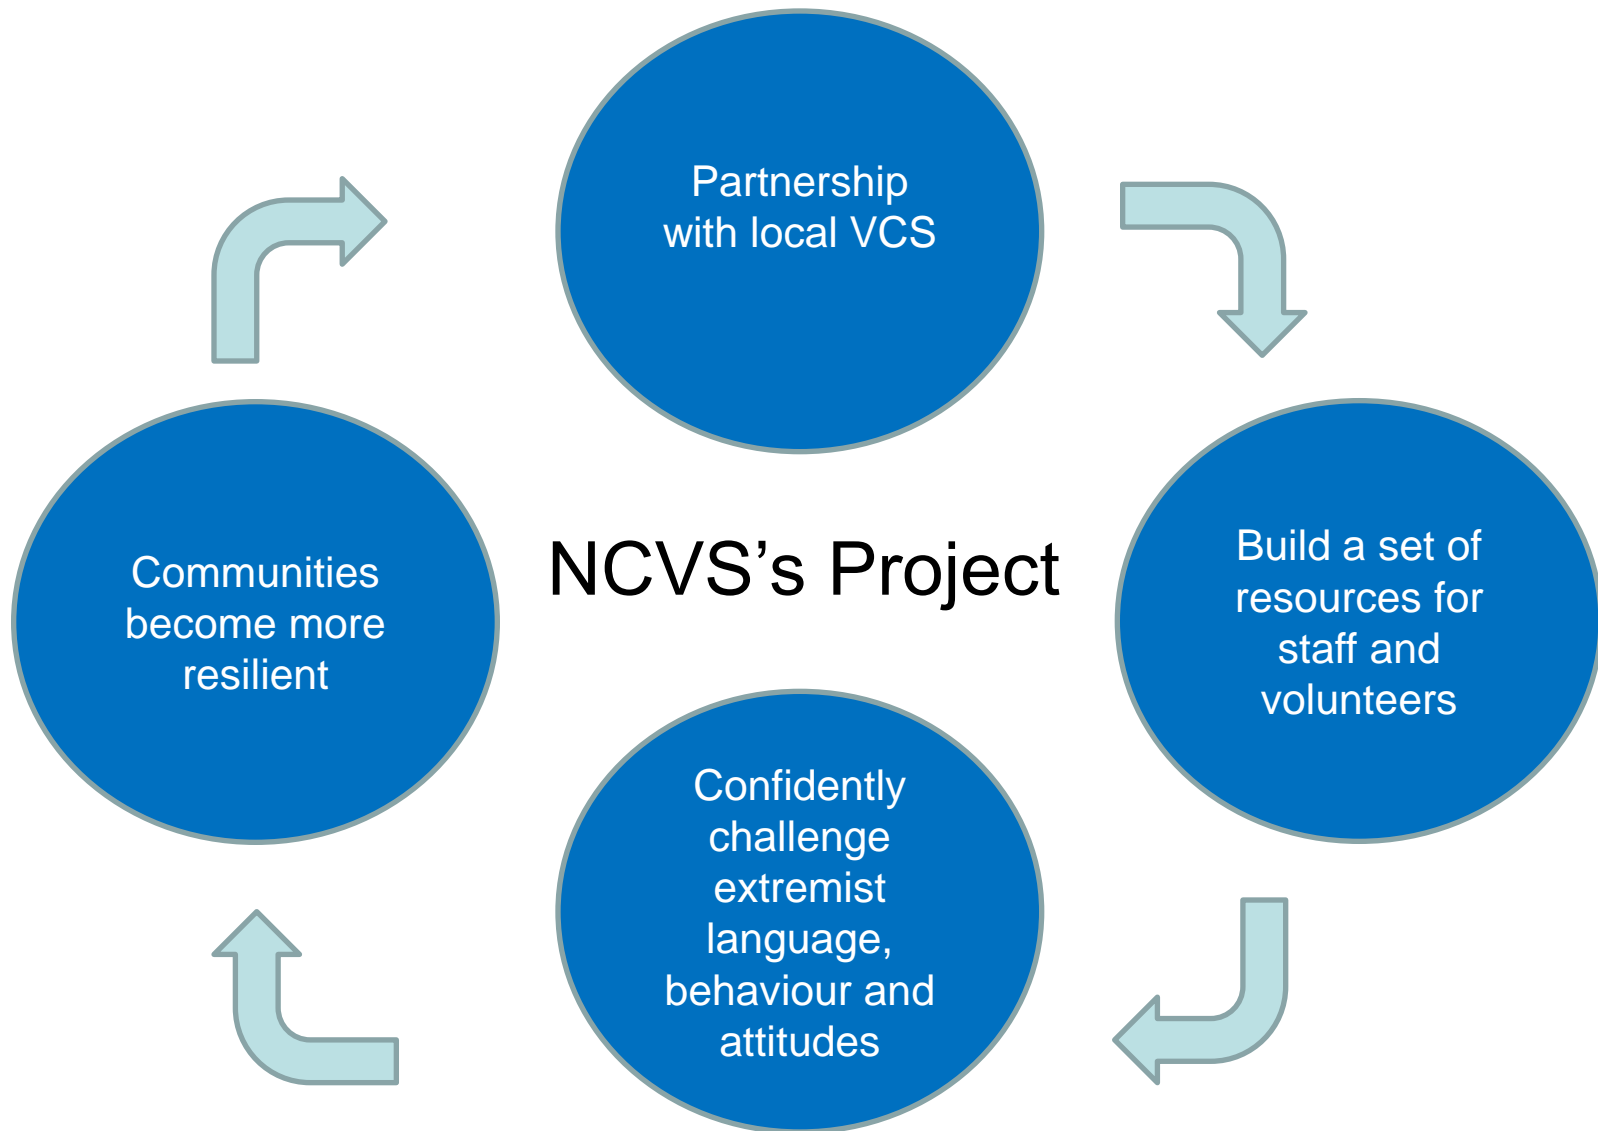 Partnership
with local VCS
NCVS’s Project
Build a set of
resources for
staff and
volunteers
Confidently
challenge
extremist
language,
behaviour and
attitudes
Communities
become more
resilient